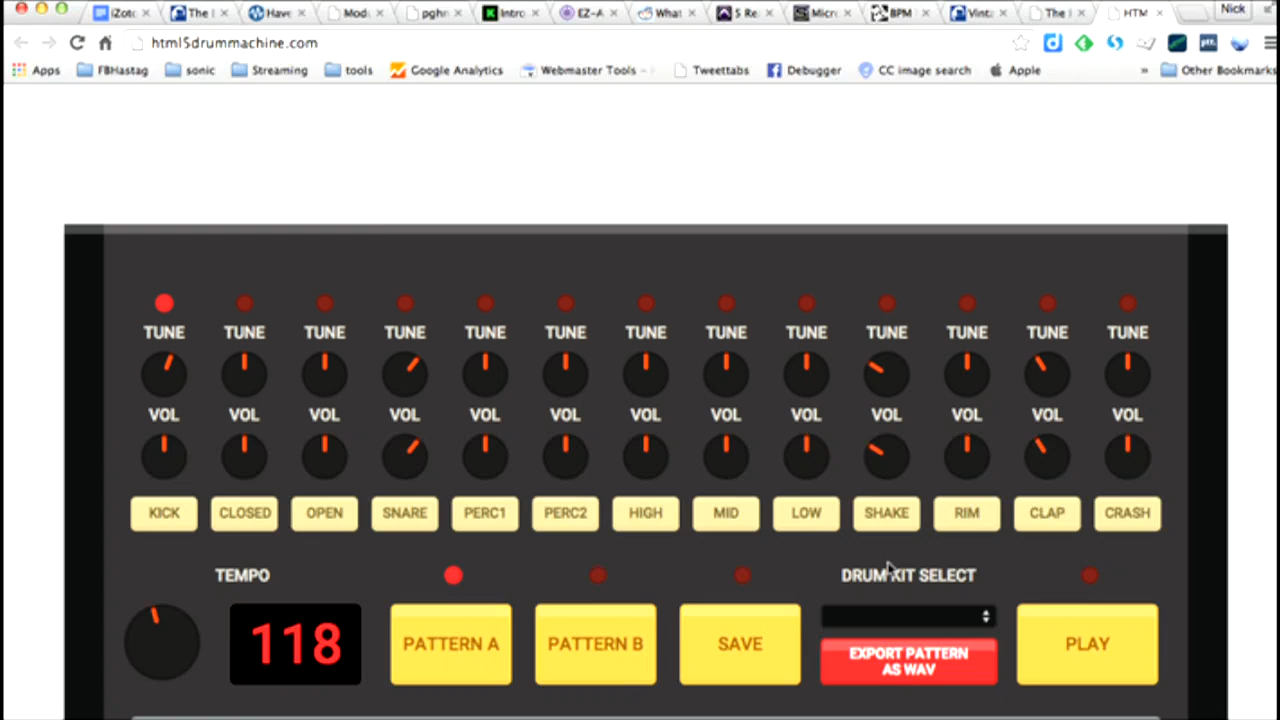 iZoto The I Have Mod pghn Intro EZ-A What 5 Re Micro BPM Vinta The I HTM Nick
html5drummachine.com
Apps FBHastag sonic Streaming tools Google Analytics Webmaster Tools - Tweettabs Debugger CC image search Apple » Other Bookmarks
TUNE TUNE TUNE TUNE TUNE TUNE TUNE TUNE TUNE TUNE TUNE TUNE TUNE
VOL VOL VOL VOL VOL VOL VOL VOL VOL VOL VOL VOL VOL
KICK CLOSED OPEN SNARE PERC1 PERC2 HIGH MID LOW SHAKE RIM CLAP CRASH
TEMPO DRUM KIT SELECT
118 PATTERN A PATTERN B SAVE PLAY
EXPORT PATTERN
AS WAV